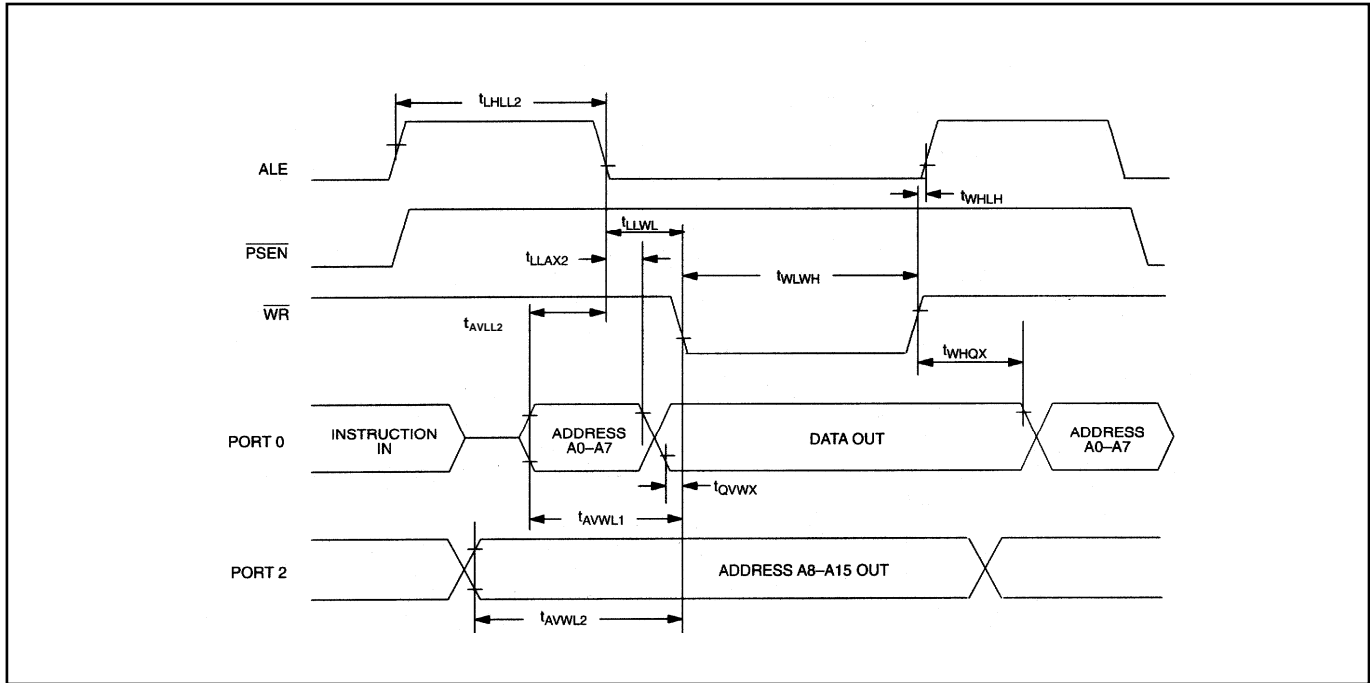 tLHLL2
ALE
tWHLH
tLLWL
PSEN
tLLAX2
tWLWH
WR
tAVLL2
tWHQX
PORT 0
INSTRUCTION
IN
ADDRESS
A0–A7
DATA OUT
ADDRESS
A0–A7
tQVWX
tAVWL1
PORT 2
ADDRESS A8–A15 OUT
tAVWL2